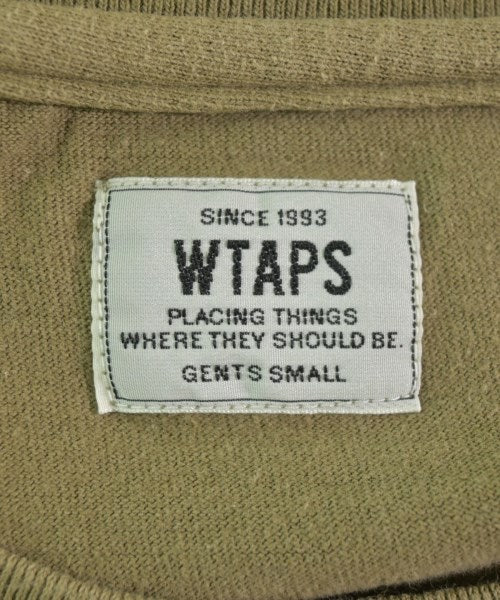 SINCE 1993
WTAPS
PLACING THINGS
WHERE THEY SHOULD BE.
GENTS SMALL